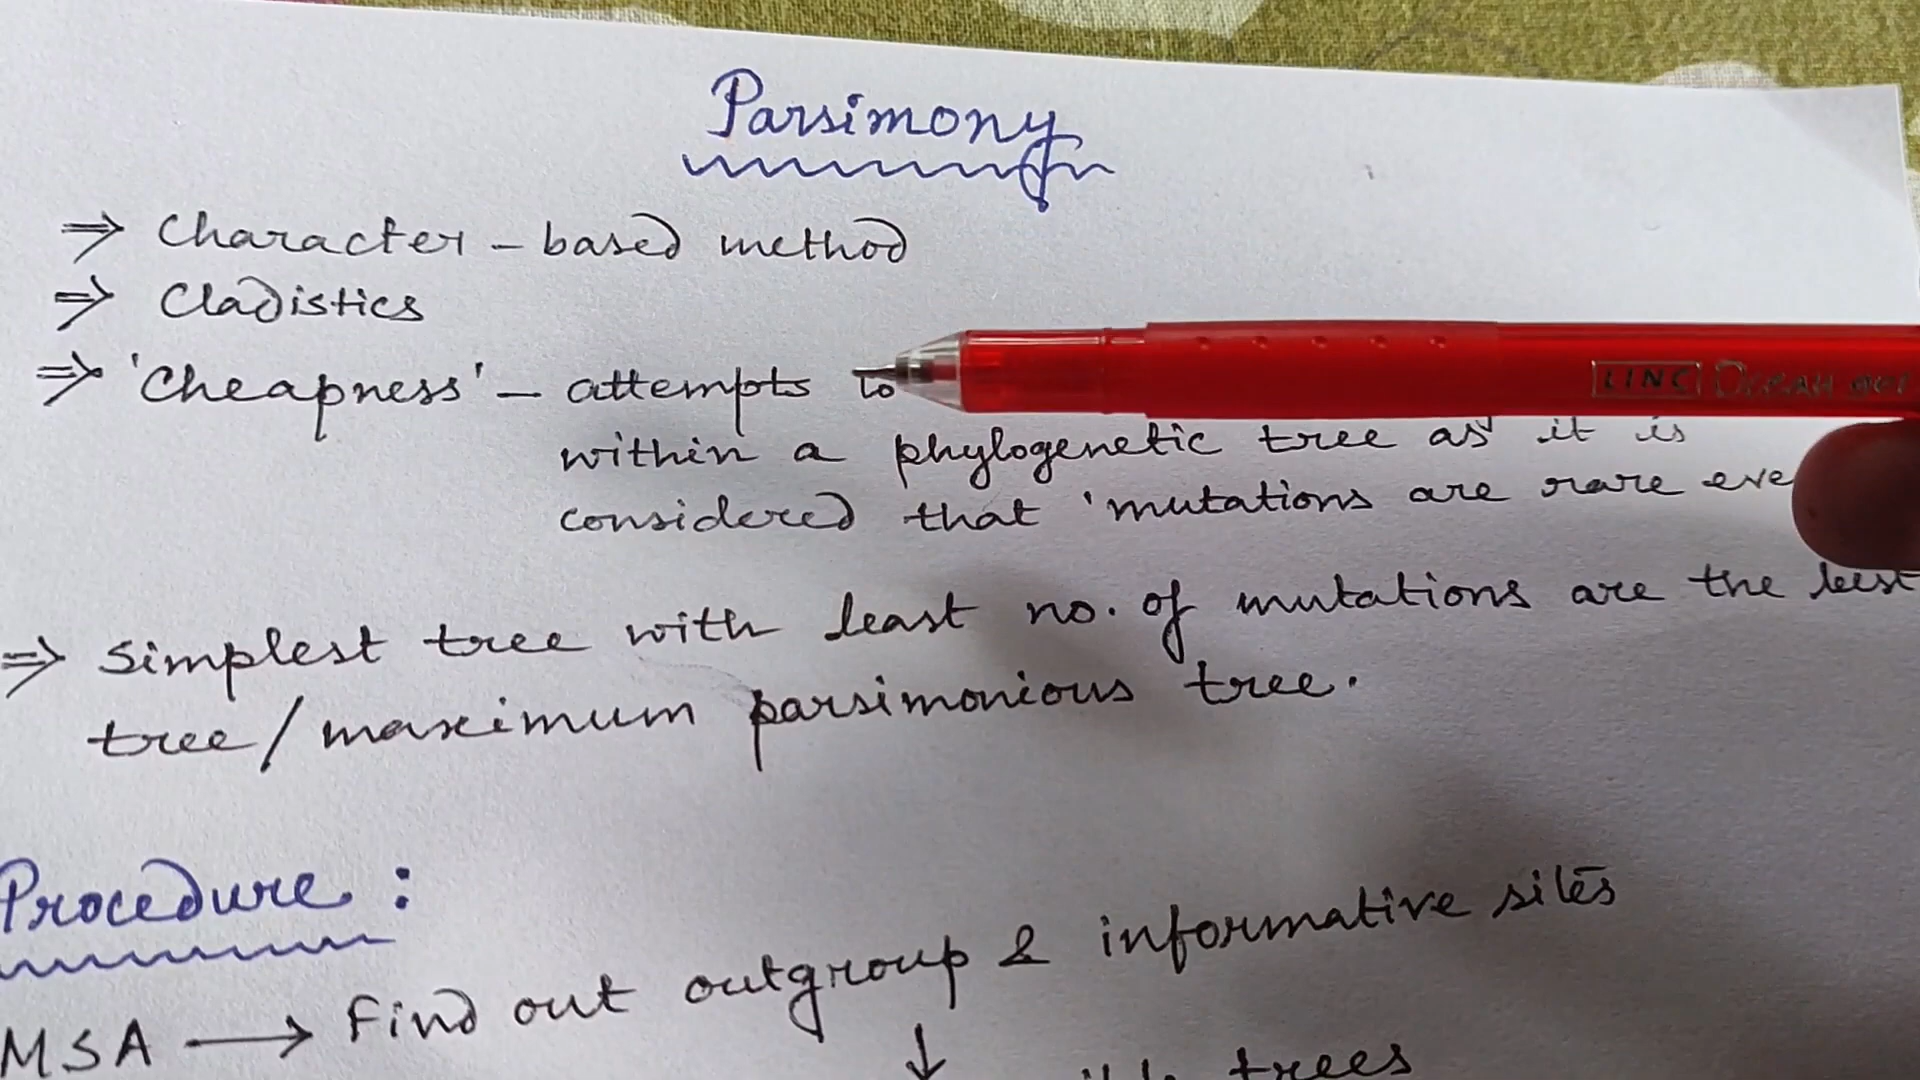 Parsimony
⇒ Character-based method
⇒ Cladistics
⇒ 'Cheapness' - attempts to
within a phylogenetic tree as it is
considered that 'mutations are rare eve
⇒ Simplest tree with least no. of mutations are the best
tree/maximum parsimonious tree.
Procedure:
MSA → Find out outgroup & informative sites
↓
trees
LINC OCEAN